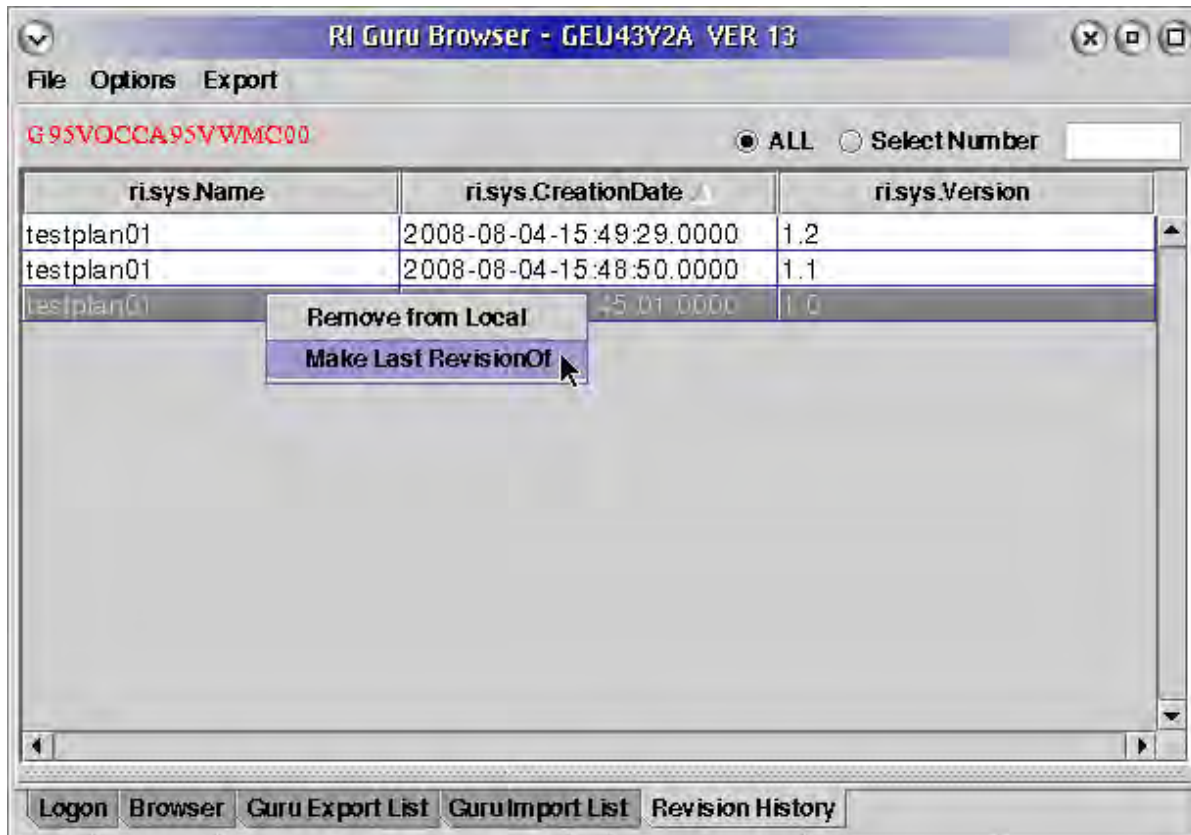 RI Guru Browser - GEU43Y2A VER 13
File Options Export
G95VOCCA95VWMC00
ALL Select Number
ri.sys.Name ri.sys.CreationDate ri.sys.Version
testplan01 2008-08-04-15:49:29.0000 1.2
testplan01 2008-08-04-15:48:50.0000 1.1
testplan01 45:01.0000 1.0
Remove from Local
Make Last RevisionOf
Logon Browser Guru Export List Guru Import List Revision History